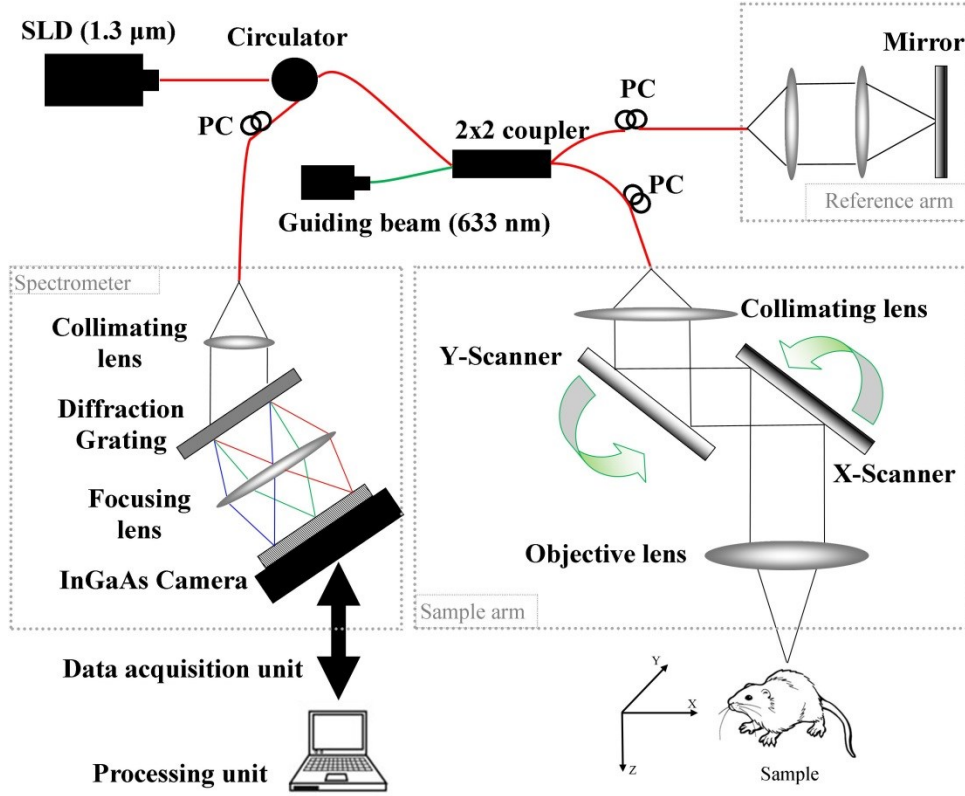 SLD (1.3 μm)
Circulator
Mirror
PC
PC
2x2 coupler
PC
Guiding beam (633 nm)
Reference arm
Spectrometer
Collimating
lens
Collimating lens
Y-Scanner
Diffraction
Grating
X-Scanner
Focusing
lens
Objective lens
InGaAs Camera
Sample arm
Data acquisition unit
Y
X
Z
Processing unit
Sample